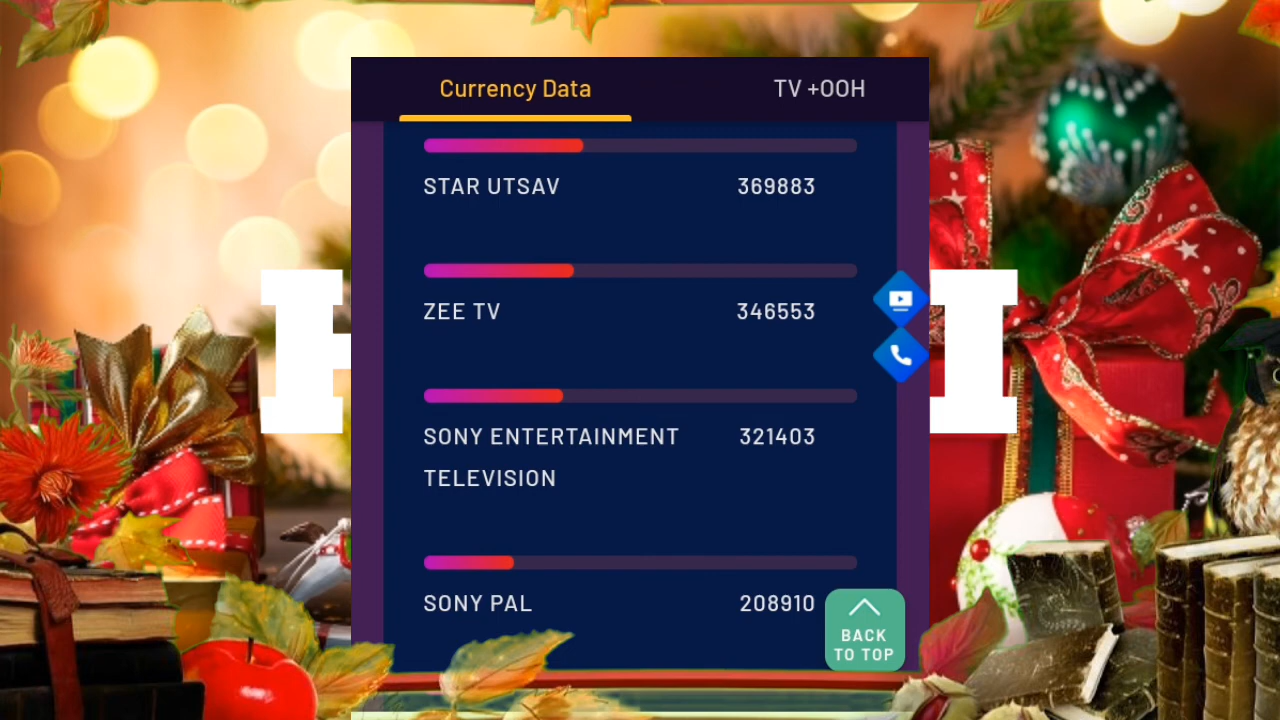 Currency Data
TV +OOH
STAR UTSAV 369883
ZEE TV 346553
SONY ENTERTAINMENT 321403
TELEVISION
SONY PAL 208910
BACK
TO TOP